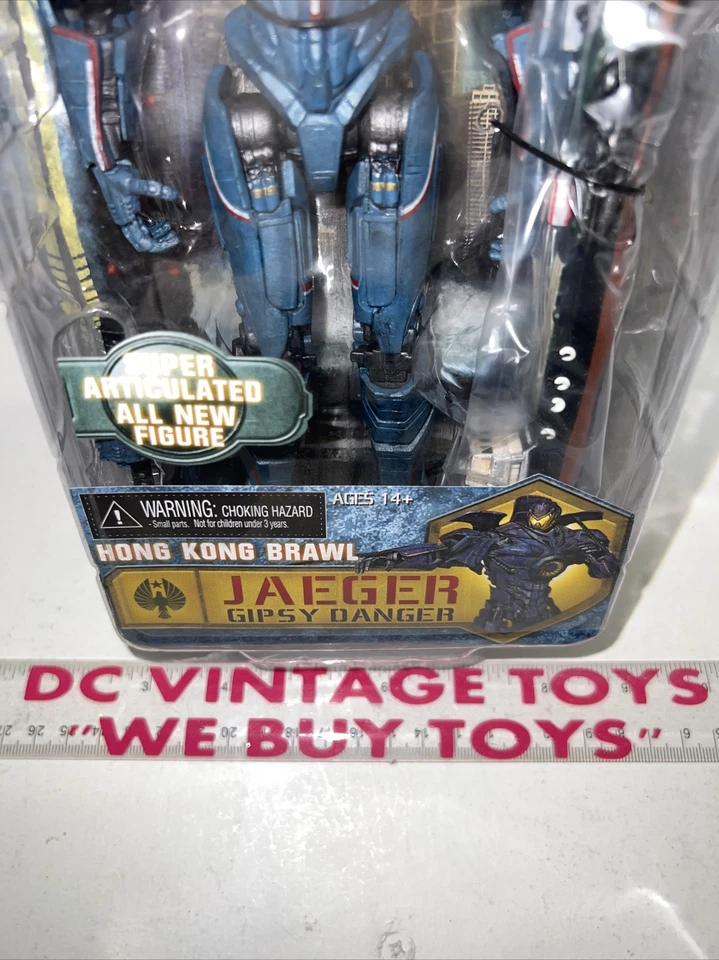 SUPER
ARTICULATED
ALL NEW
FIGURE
WARNING: CHOKING HAZARD
- Small parts. Not for children under 3 years.
AGES 14+
HONG KONG BRAWL
JAEGER
GIPSY DANGER
DC VINTAGE TOYS
"WE BUY TOYS"